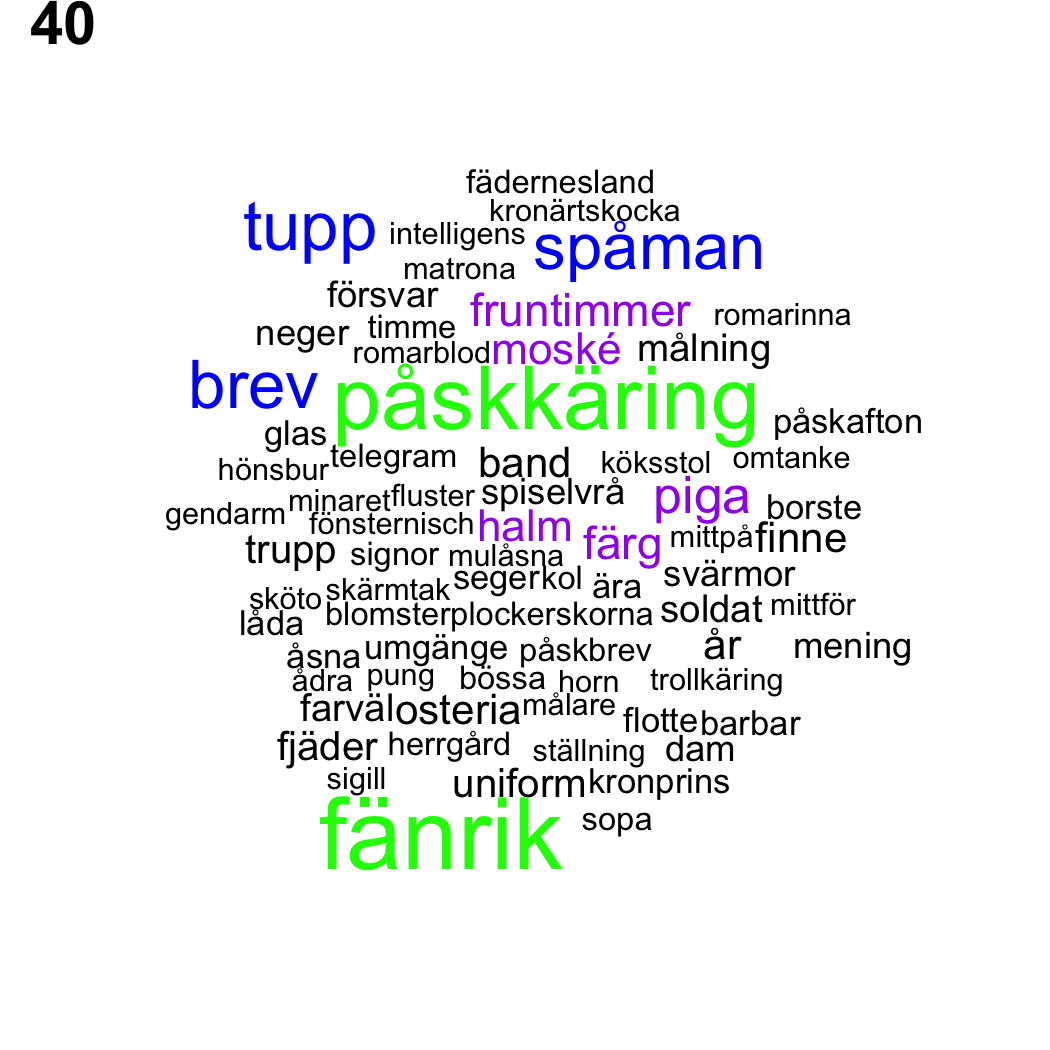 40
fädernesland
kronärtskocka
tupp intelligens spåman
matrona
försvar fruntimmer romarinna
neger timme
romarblod moské målning
brev påskkäring påskafton
glas
hönsbur telegram band köksstol omtanke
minaret fluster spiselvrå piga borste
gendarm fönsternisch halm färg mittpå finne
trupp signor mulåsna
segerkol ära svärmor
sköto skärmtak blomsterplockerskorna soldat mittför
låda
åsna umgänge påskbrev år mening
ådra pung bössa horn trollkäring
farväl osteria målare flotte barbar
fjäder herrgård ställning dam
sigill uniform kronprins
fänrik sopa